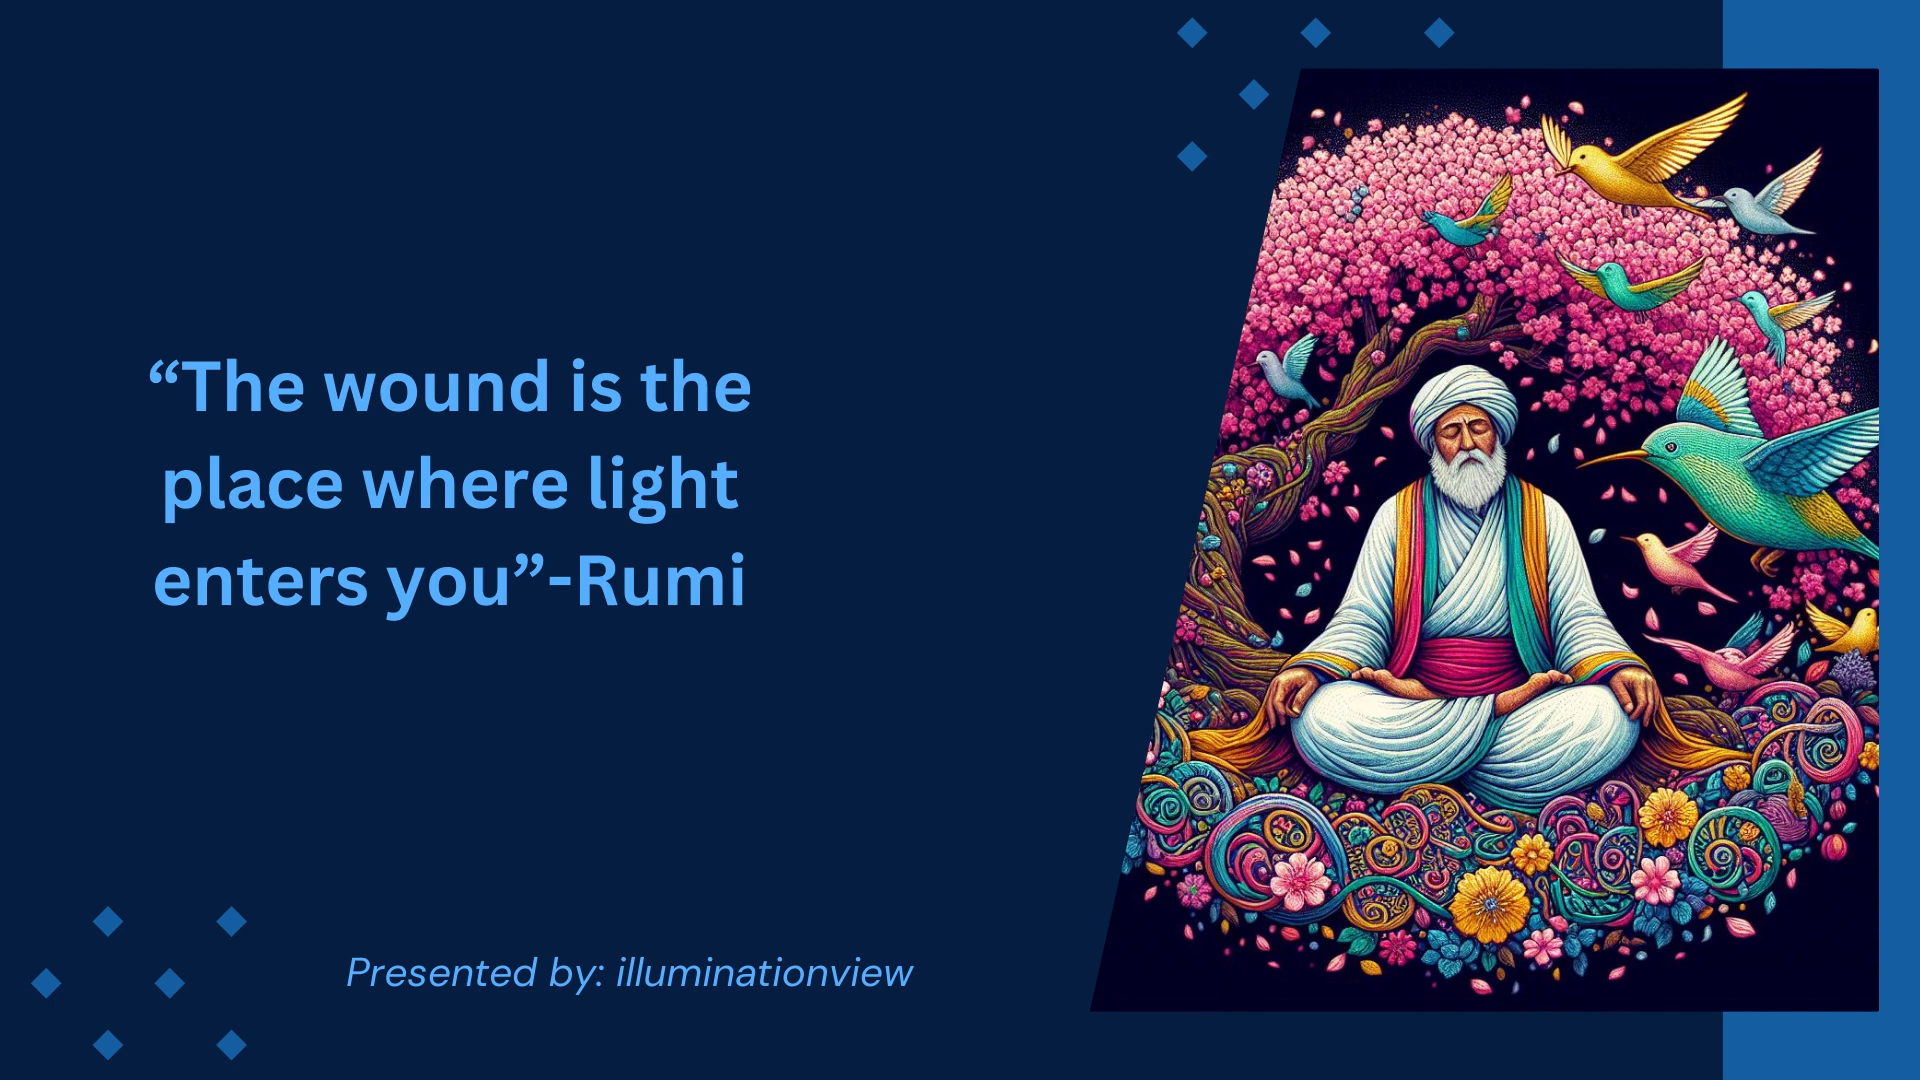 “The wound is the
place where light
enters you”-Rumi
Presented by: illuminationview